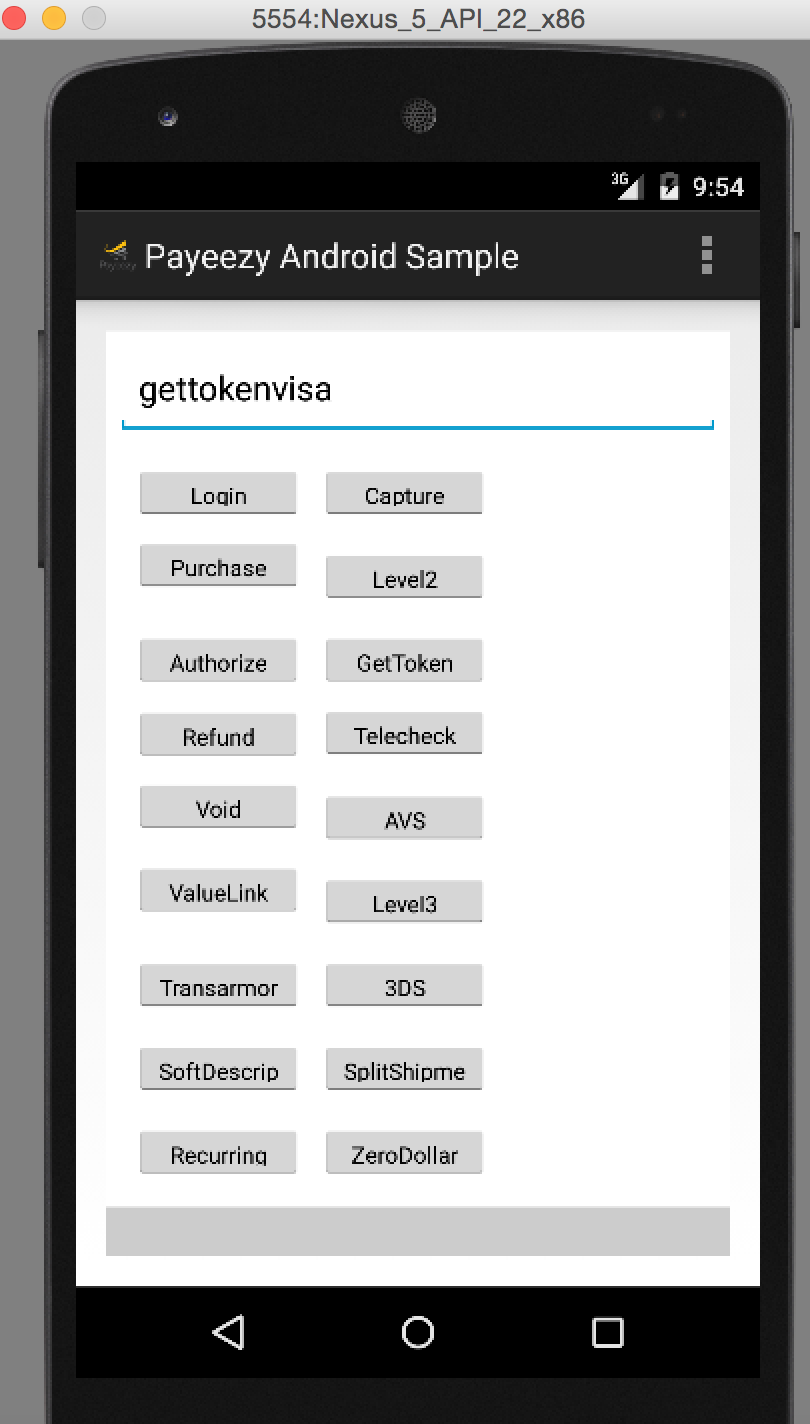 5554:Nexus_5_API_22_x86
3G 9:54
Payeezy Payeezy Android Sample
gettokenvisa
Login Capture
Purchase
Level2
Authorize GetToken
Refund Telecheck
Void
AVS
ValueLink
Level3
Transarmor 3DS
SoftDescrip SplitShipme
Recurring ZeroDollar